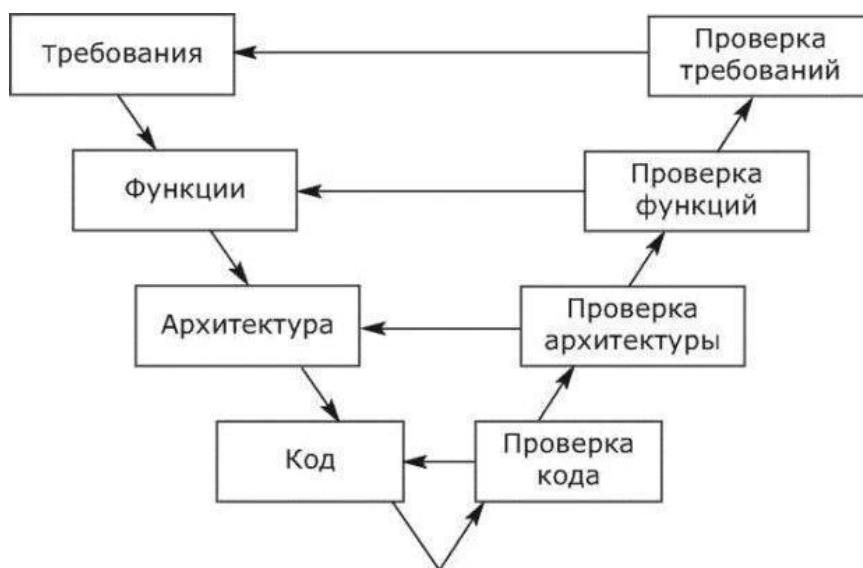 Требования
Проверка
требований
Функции
Проверка
функций
Архитектура
Проверка
архитектуры
Код
Проверка
кода